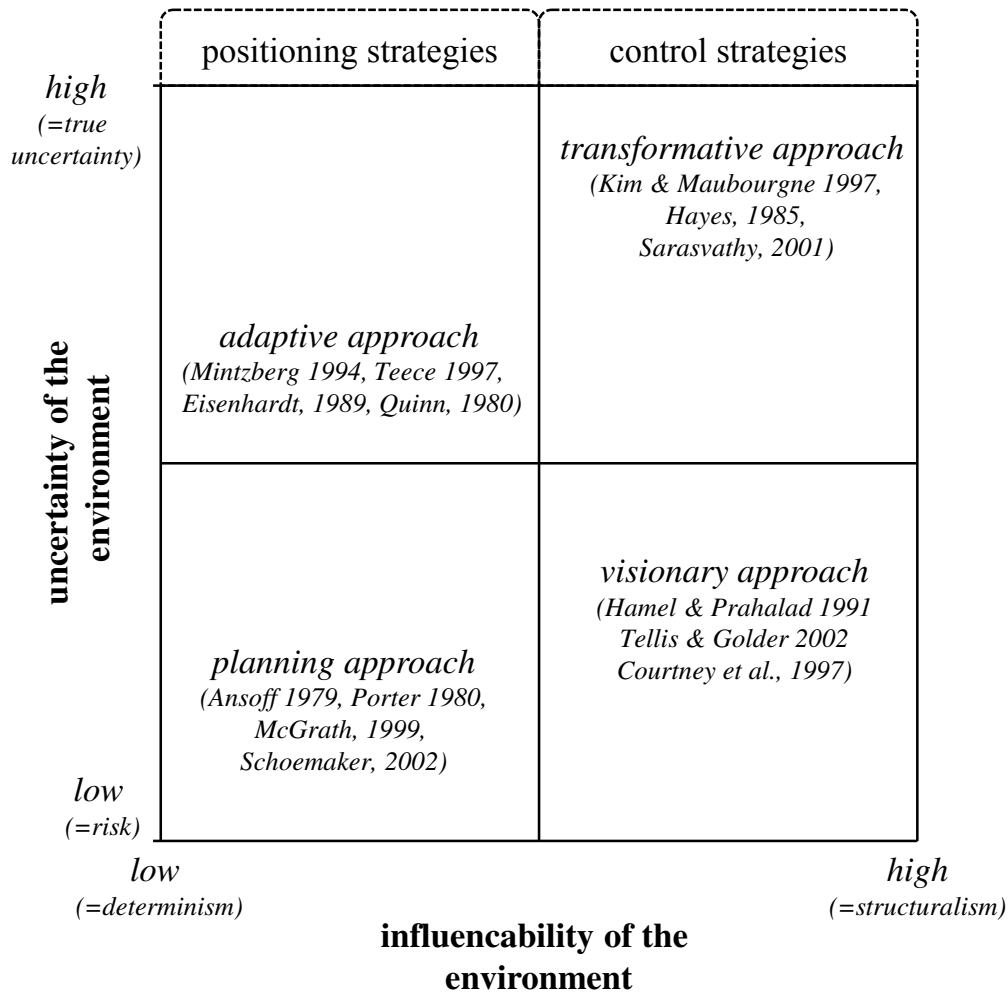 positioning strategies
control strategies
high
(=true
uncertainty)
transformative approach
(Kim & Maubourgne 1997,
Hayes, 1985,
Sarasvathy, 2001)
adaptive approach
(Mintzberg 1994, Teece 1997,
Eisenhardt, 1989, Quinn, 1980)
uncertainty of the
environment
visionary approach
(Hamel & Prahalad 1991
Tellis & Golder 2002
Courtney et al., 1997)
planning approach
(Ansoff 1979, Porter 1980,
McGrath, 1999,
Schoemaker, 2002)
low
(=risk)
low
(=determinism)
high
(=structuralism)
influencability of the
environment